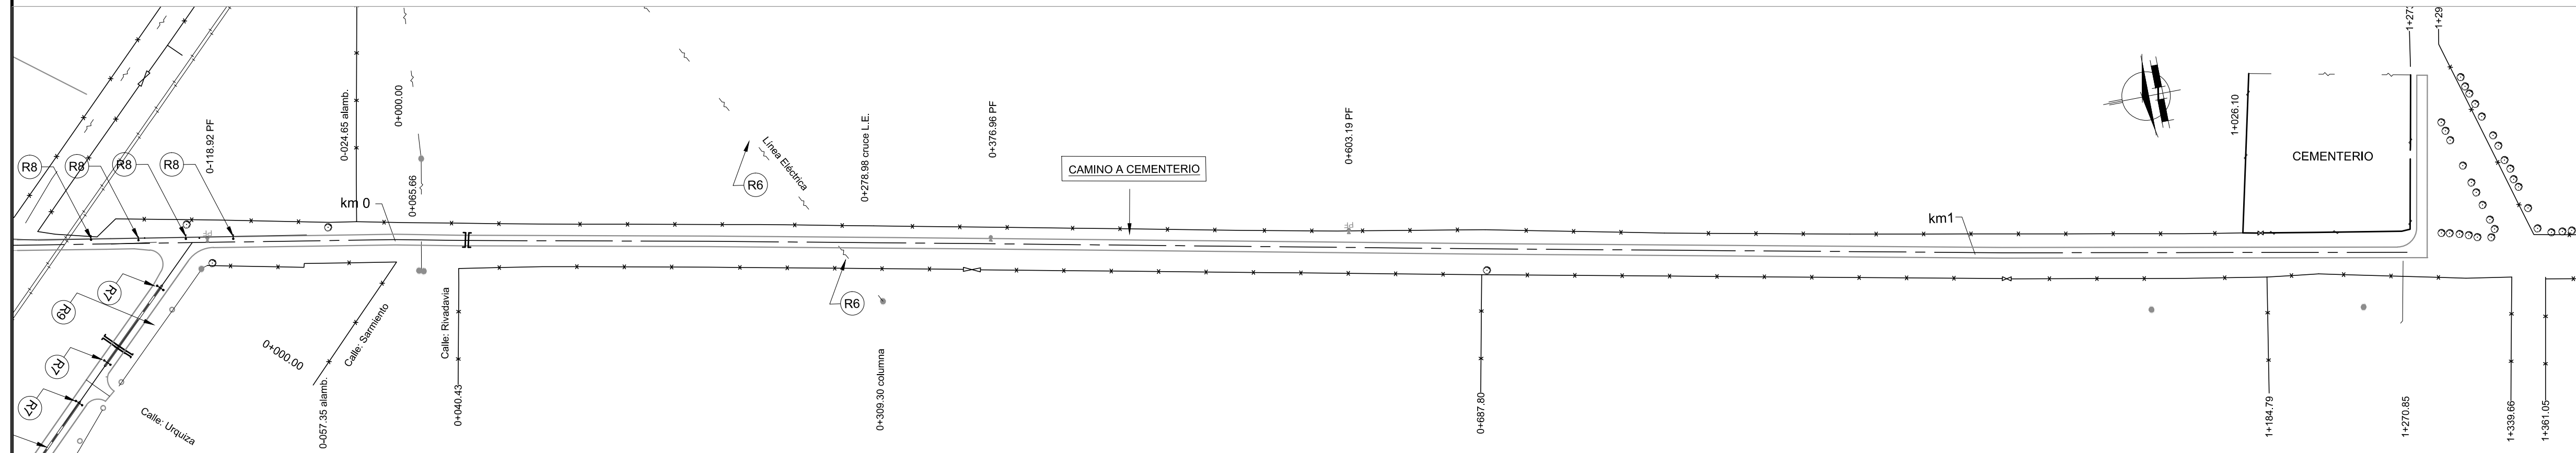 1+273
1+29
R8
R8
R8
R8
0-118.92 PF
0-024.65 alamb.
0+000.00
0+065.66
km 0
Línea Eléctrica
R6
0+278.98 cruce L.E.
0+376.96 PF
CAMINO A CEMENTERIO
0+603.19 PF
km1
1+026.10
CEMENTERIO
R7
R9
R7
R7
Calle: Urquiza
0+000.00
Calle: Sarmiento
0-057.35 alamb.
Calle: Rivadavia
0+040.43
R6
0+309.30 columna
0+687.80
1+184.79
1+270.85
1+339.66
1+361.05